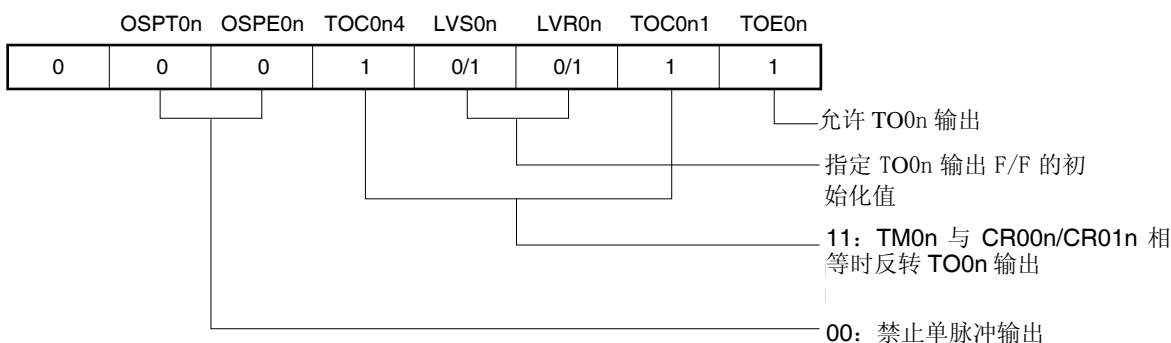 OSPT0n OSPE0n TOC0n4 LVS0n LVR0n TOC0n1 TOE0n
0 0 0 1 0/1 0/1 1 1
允许 TO0n 输出
指定 TO0n 输出 F/F 的初
始化值
11：TM0n 与 CR00n/CR01n 相
等时反转 TO0n 输出
00：禁止单脉冲输出